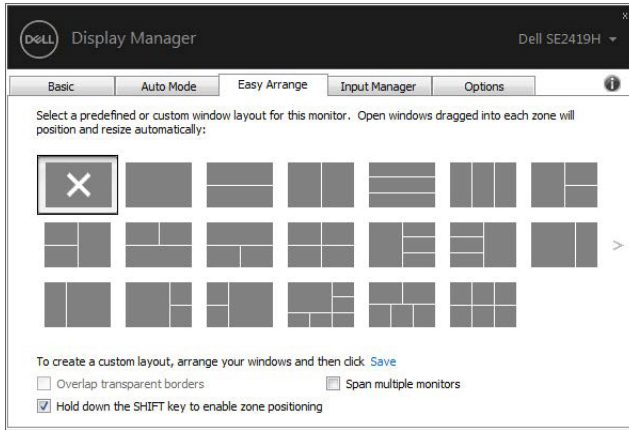 x
DELL Display Manager Dell SE2419H
Basic Auto Mode Easy Arrange Input Manager Options i
Select a predefined or custom window layout for this monitor. Open windows dragged into each zone will
position and resize automatically:
>
To create a custom layout, arrange your windows and then click Save
Overlap transparent borders Span multiple monitors
Hold down the SHIFT key to enable zone positioning